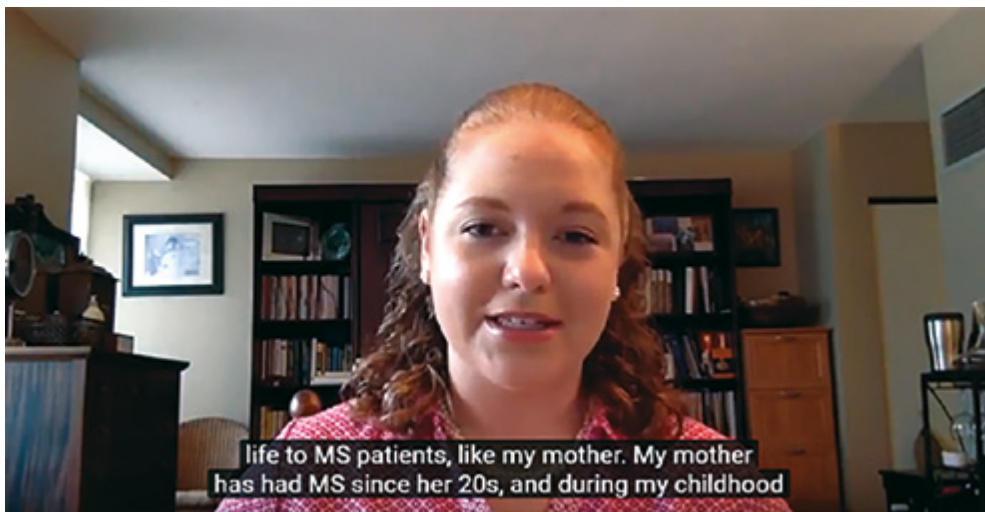 life to MS patients, like my mother. My mother
has had MS since her 20s, and during my childhood